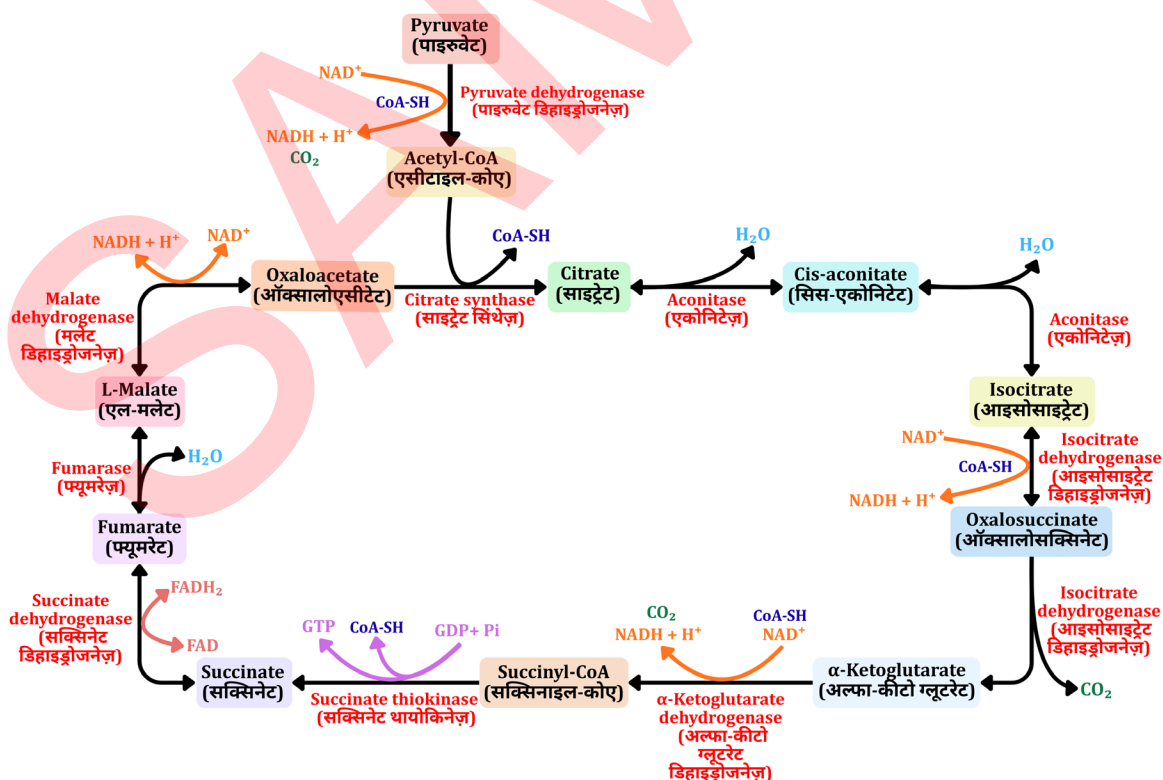 Pyruvate
(पाइरुवेट)
NAD⁺
CoA-SH
Pyruvate dehydrogenase
(पाइरुवेट डिहाइड्रोजनेज़)
NADH + H⁺
CO₂
Acetyl-CoA
(एसीटाइल-कोए)
NADH + H⁺
NAD⁺
CoA-SH
H₂O
H₂O
Oxaloacetate
(ऑक्सालोएसीटेट)
Citrate synthase
(साइट्रेट सिंथेज़)
Citrate
(साइट्रेट)
Aconitase
(एकोनिटेज़)
Cis-aconitate
(सिस-एकोनिटेट)
Malate
dehydrogenase
(मलेट
डिहाइड्रोजनेज़)
Aconitase
(एकोनिटेज़)
L-Malate
(एल-मलेट)
Isocitrate
(आइसोसाइट्रेट)
Fumarase
(फ्यूमरेज़)
H₂O
NAD⁺
CoA-SH
NADH + H⁺
Isocitrate
dehydrogenase
(आइसोसाइट्रेट
डिहाइड्रोजनेज़)
Fumarate
(फ्यूमरेट)
Oxalosuccinate
(ऑक्सालोसक्सिनेट)
Succinate
dehydrogenase
(सक्सिनेट
डिहाइड्रोजनेज़)
FADH₂
FAD
GTP
CoA-SH
GDP+ Pi
CO₂
NADH + H⁺
CoA-SH
NAD⁺
Isocitrate
dehydrogenase
(आइसोसाइट्रेट
डिहाइड्रोजनेज़)
CO₂
Succinate
(सक्सिनेट)
Succinate thiokinase
(सक्सिनेट थायोकिनेज़)
Succinyl-CoA
(सक्सिनाइल-कोए)
α-Ketoglutarate
dehydrogenase
(अल्फा-कीटो
ग्लूटरेट
डिहाइड्रोजनेज़)
α-Ketoglutarate
(अल्फा-कीटो ग्लूटरेट)